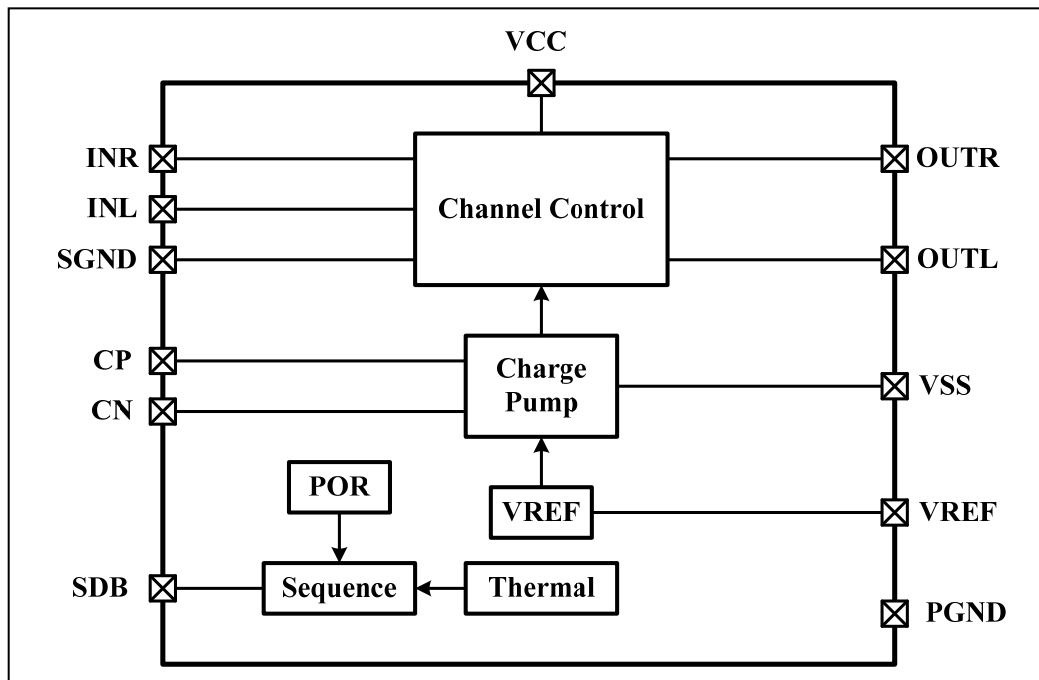 VCC
INR
OUTR
INL
Channel Control
SGND
OUTL
CP
Charge
Pump
VSS
CN
POR
VREF
VREF
SDB
Sequence
Thermal
PGND